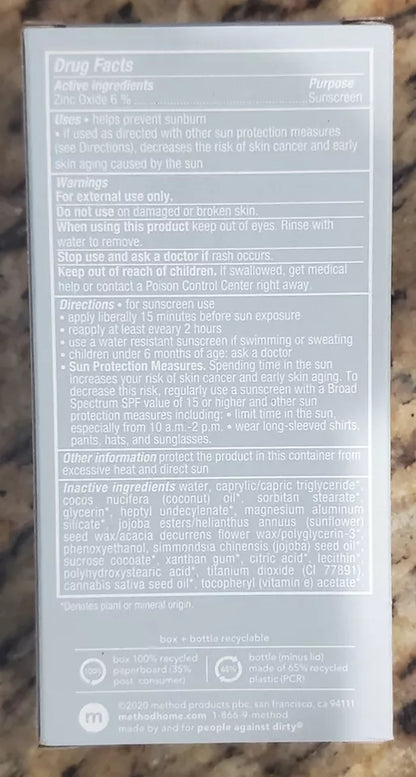 Drug Facts
Active ingredients Purpose
Zinc Oxide 6 % ............................................Sunscreen
Uses • helps prevent sunburn
• if used as directed with other sun protection measures
(see Directions), decreases the risk of skin cancer and early
skin aging caused by the sun
Warnings
For external use only.
Do not use on damaged or broken skin.
When using this product keep out of eyes. Rinse with
water to remove.
Stop use and ask a doctor if rash occurs.
Keep out of reach of children. If swallowed, get medical
help or contact a Poison Control Center right away.
Directions • for sunscreen use
• apply liberally 15 minutes before sun exposure
• reapply at least eveary 2 hours
• use a water resistant sunscreen if swimming or sweating
• children under 6 months of age: ask a doctor
• Sun Protection Measures. Spending time in the sun
increases your risk of skin cancer and early skin aging. To
decrease this risk, regularly use a sunscreen with a Broad
Spectrum SPF value of 15 or higher and other sun
protection measures including: • limit time in the sun,
especially from 10 a.m.-2 p.m. • wear long-sleeved shirts,
pants, hats, and sunglasses.
Other information protect the product in this container from
excessive heat and direct sun
Inactive ingredients water, caprylic/capric triglyceride*,
cocos nucifera (coconut) oil*, sorbitan stearate*,
glycerin*, heptyl undecylenate*, magnesium aluminum
silicate*, jojoba esters/helianthus annuus (sunflower)
seed wax/acacia decurrens flower wax/polyglycerin-3*,
phenoxyethanol, simmondsia chinensis (jojoba) seed oil*,
sucrose cocoate*, xanthan gum*, citric acid*, lecithin*,
polyhydroxystearic acid*, titanium dioxide (CI 77891),
cannabis sativa seed oil*, tocopheryl (vitamin e) acetate*.
*Denotes plant or mineral origin.
box + bottle recyclable
100% box 100% recycled
paperboard (35%
post consumer)
65% bottle (minus lid)
made of 65% recycled
plastic (PCR)
m ©2020 method products pbc, san francisco, ca 94111
methodhome.com 1-866-9-method
made by and for people against dirty®